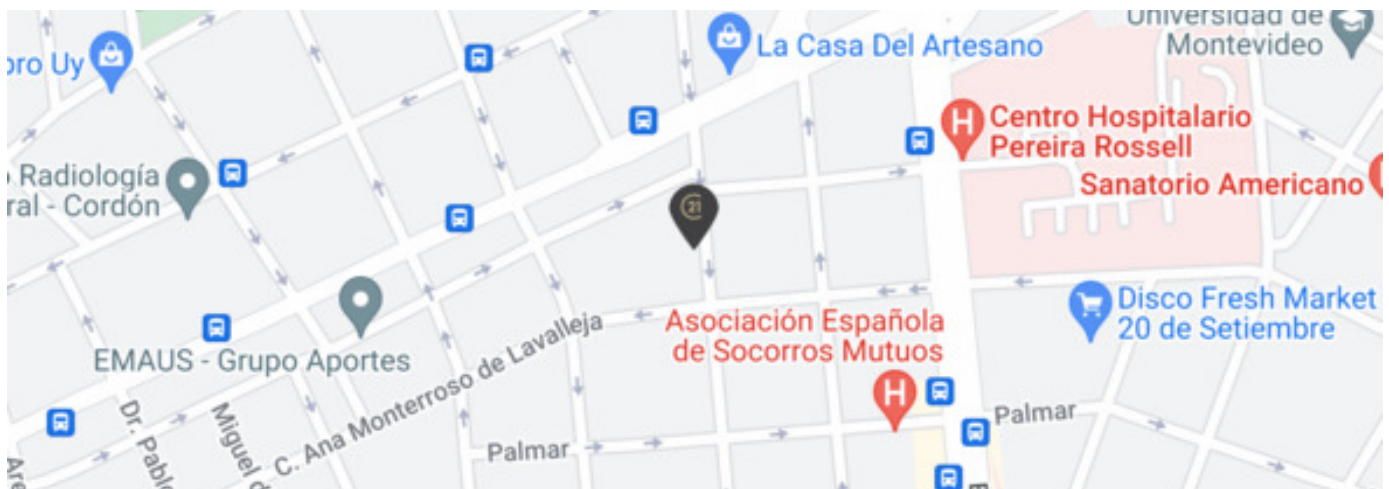 Universidad de
Montevideo
La Casa Del Artesano
oro Uy
Centro Hospitalario
Pereira Rossell
Radiología
ral - Cordón
Sanatorio Americano
21
Disco Fresh Market
20 de Setiembre
Asociación Española
de Socorros Mutuos
EMAUS - Grupo Aportes
C. Ana Monterroso de Lavalleja
Dr. Pablo
Miguel d
Palmar
Palmar
Are